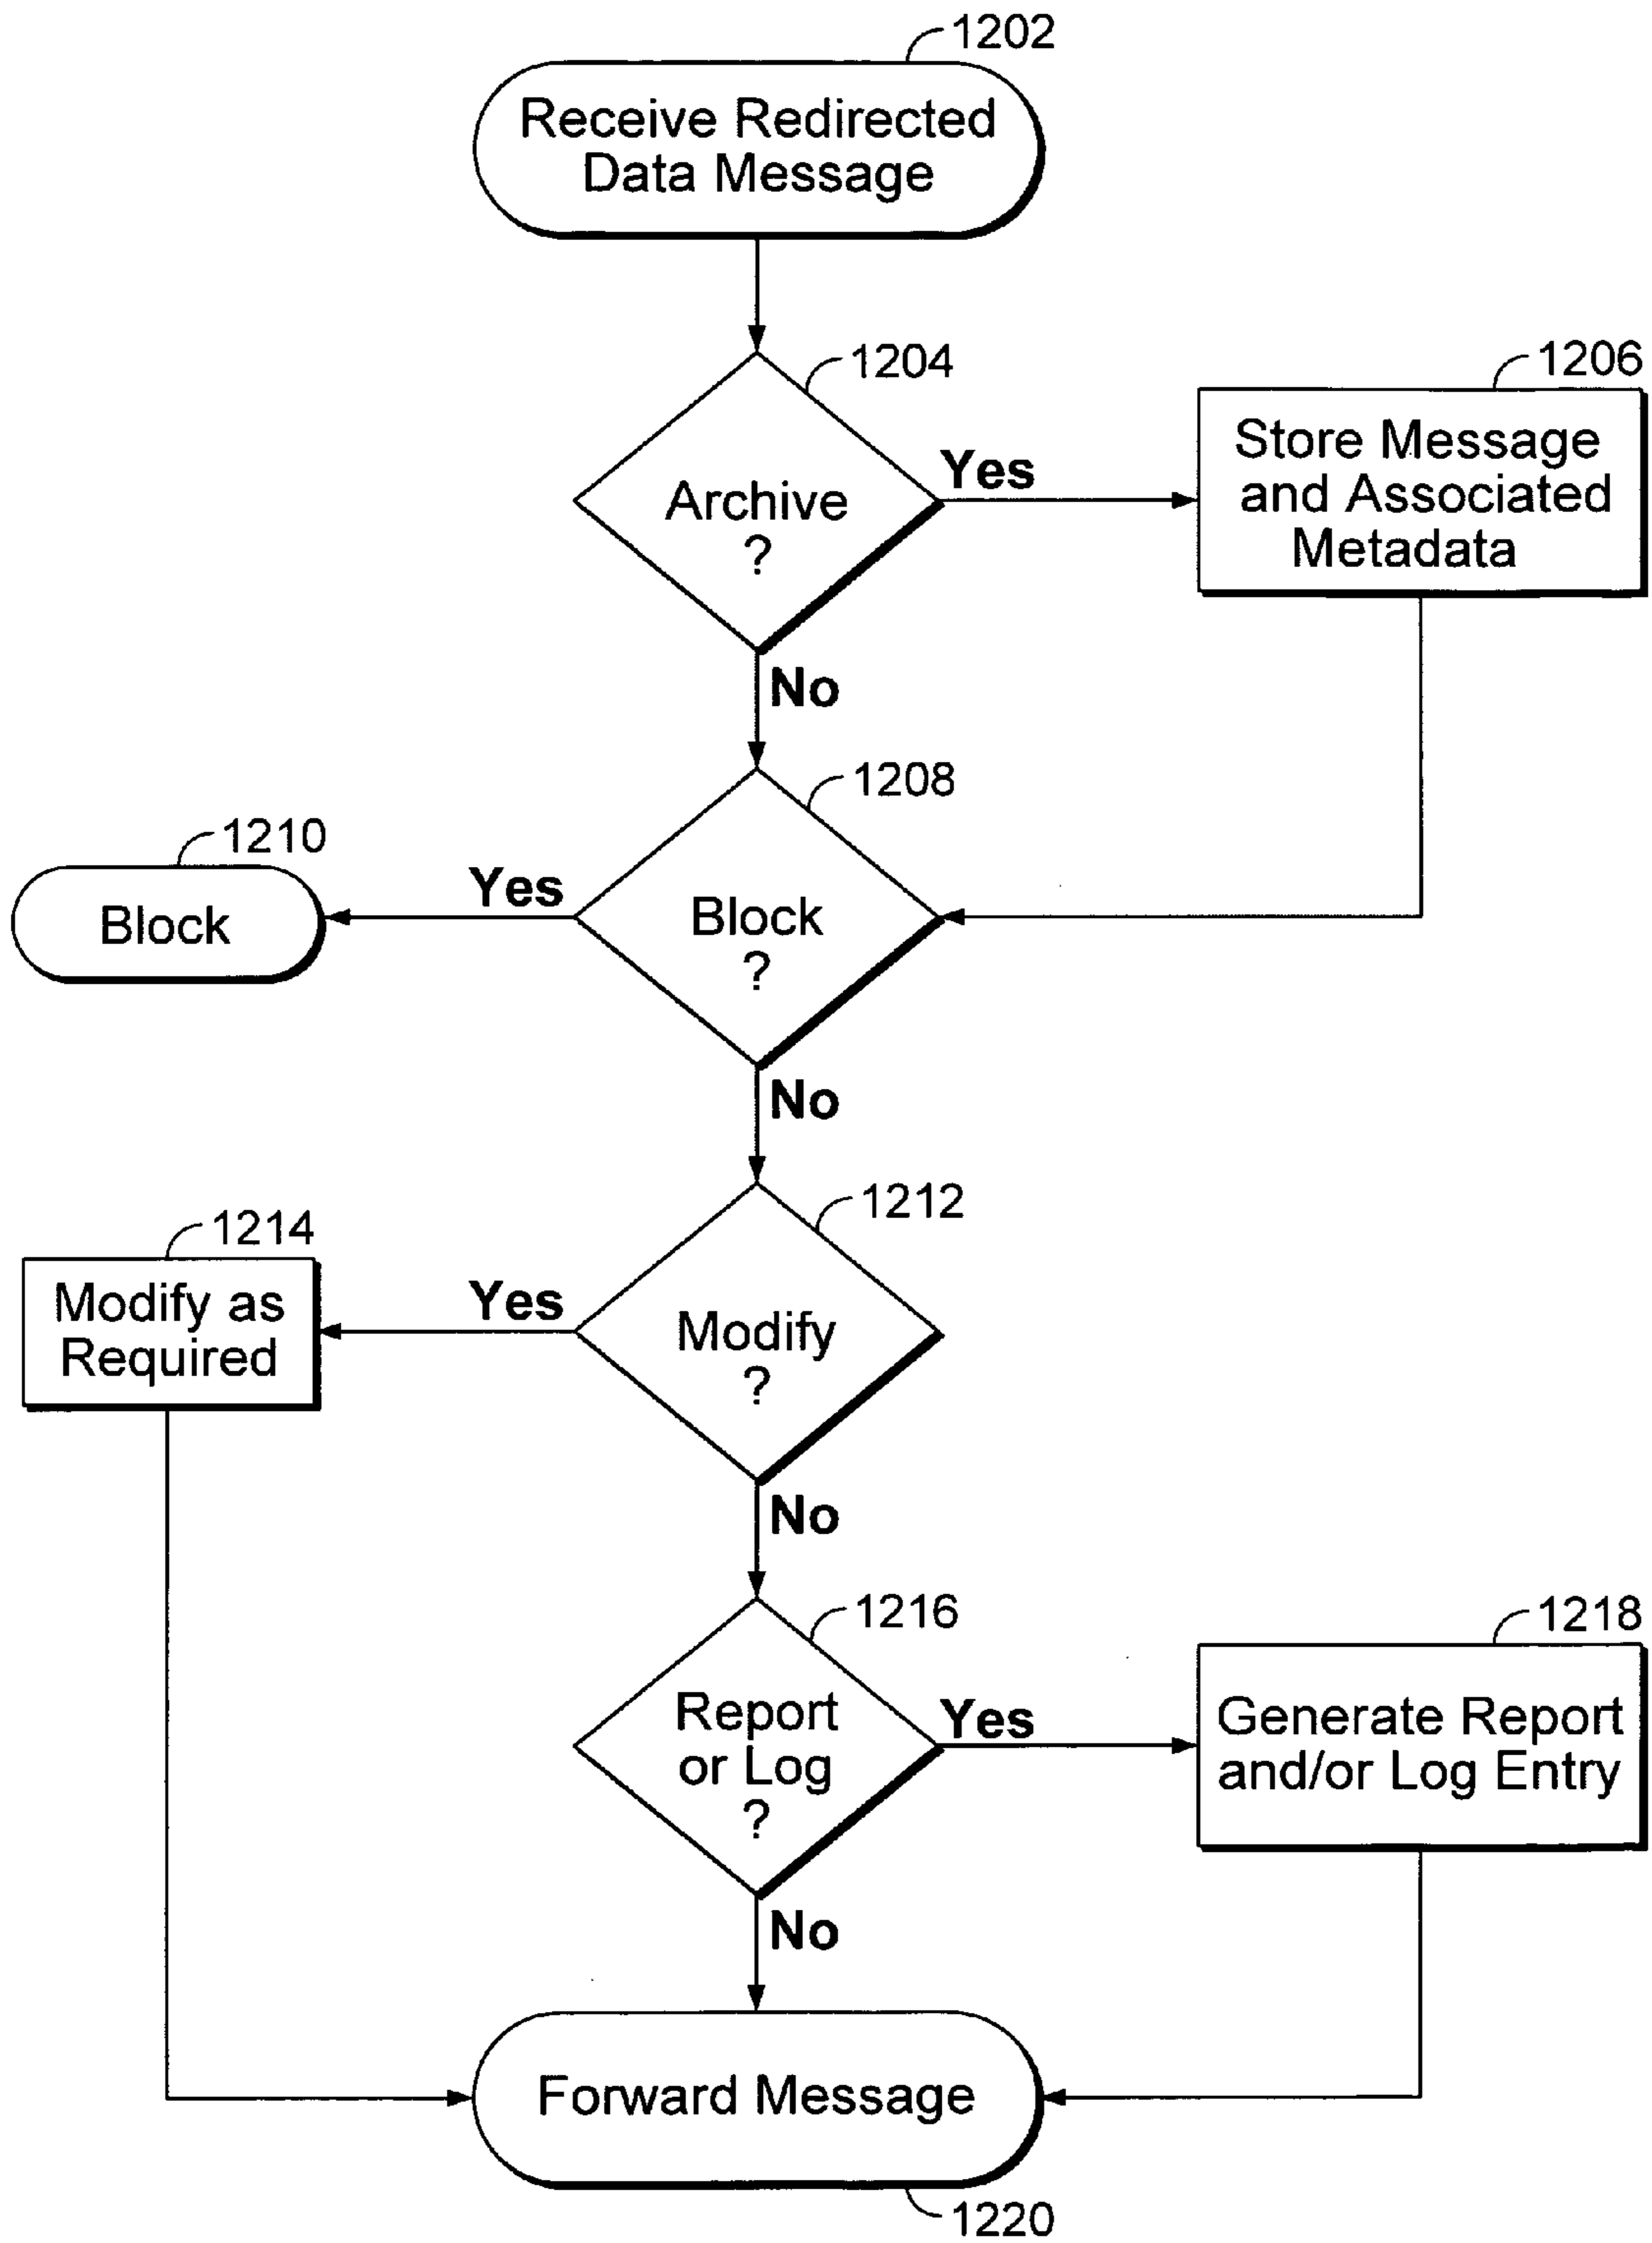 1202
Receive Redirected
Data Message
1204
Archive
?
Yes
1206
Store Message
and Associated
Metadata
No
1208
Block
?
Yes
1210
Block
No
1212
Modify
?
Yes
1214
Modify as
Required
No
1216
Report
or Log
?
Yes
1218
Generate Report
and/or Log Entry
No
Forward Message
1220